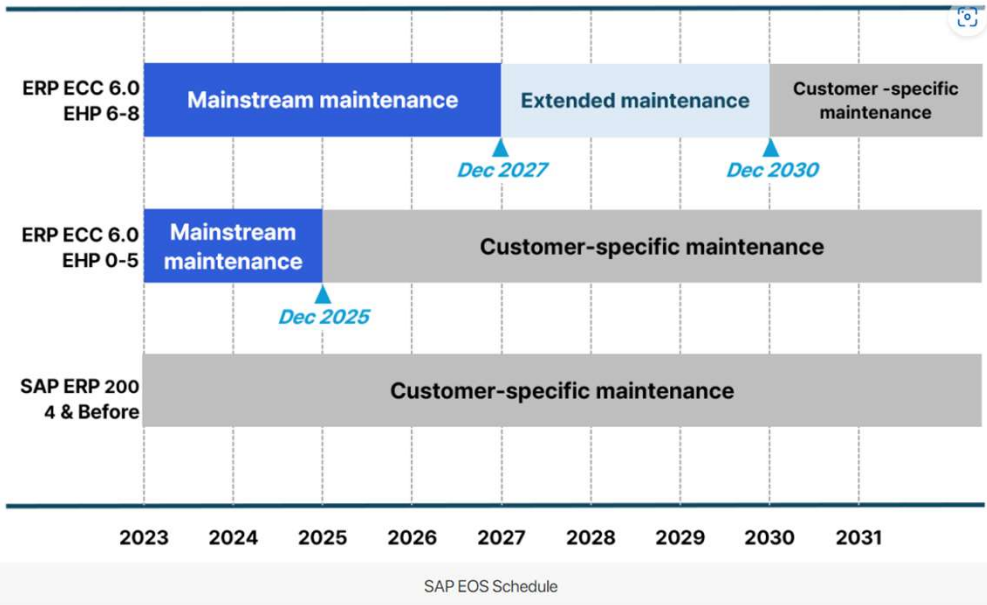 ERP ECC 6.0
EHP 6-8
Mainstream maintenance
Extended maintenance
Customer -specific
maintenance
Dec 2027
Dec 2030
ERP ECC 6.0
EHP 0-5
Mainstream
maintenance
Customer-specific maintenance
Dec 2025
SAP ERP 200
4 & Before
Customer-specific maintenance
2023 2024 2025 2026 2027 2028 2029 2030 2031
SAP EOS Schedule